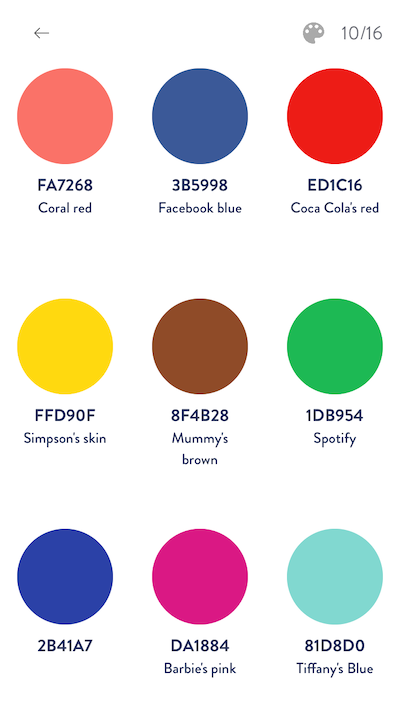 10/16
FA7268 3B5998 ED1C16
Coral red Facebook blue Coca Cola's red
FFD90F 8F4B28 1DB954
Simpson's skin Mummy's Spotify
brown
2B41A7 DA1884 81D8D0
Barbie's pink Tiffany's Blue